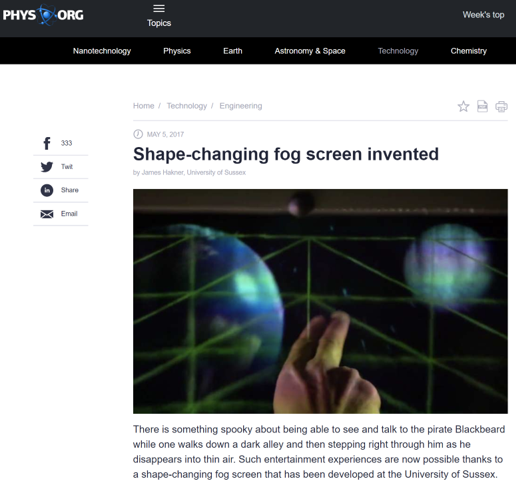 PHYS ORG
Topics
Week's top
Nanotechnology Physics Earth Astronomy & Space Technology Chemistry
Home / Technology / Engineering
MAY 5, 2017
Shape-changing fog screen invented
by James Hakner, University of Sussex
333
Twit
Share
Email
There is something spooky about being able to see and talk to the pirate Blackbeard
while one walks down a dark alley and then stepping right through him as he
disappears into thin air. Such entertainment experiences are now possible thanks to
a shape-changing fog screen that has been developed at the University of Sussex.